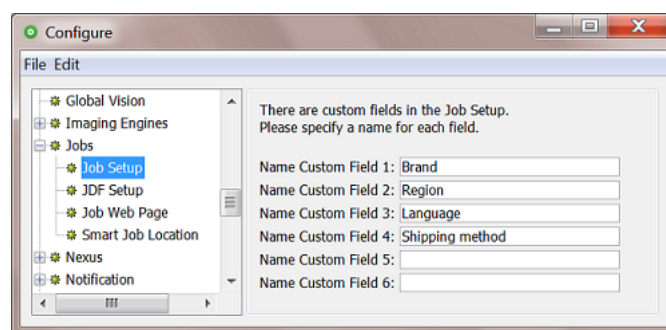 Configure
File Edit
Global Vision
Imaging Engines
Jobs
Job Setup
JDF Setup
Job Web Page
Smart Job Location
Nexus
Notification
There are custom fields in the Job Setup.
Please specify a name for each field.
Name Custom Field 1: Brand
Name Custom Field 2: Region
Name Custom Field 3: Language
Name Custom Field 4: Shipping method
Name Custom Field 5:
Name Custom Field 6: